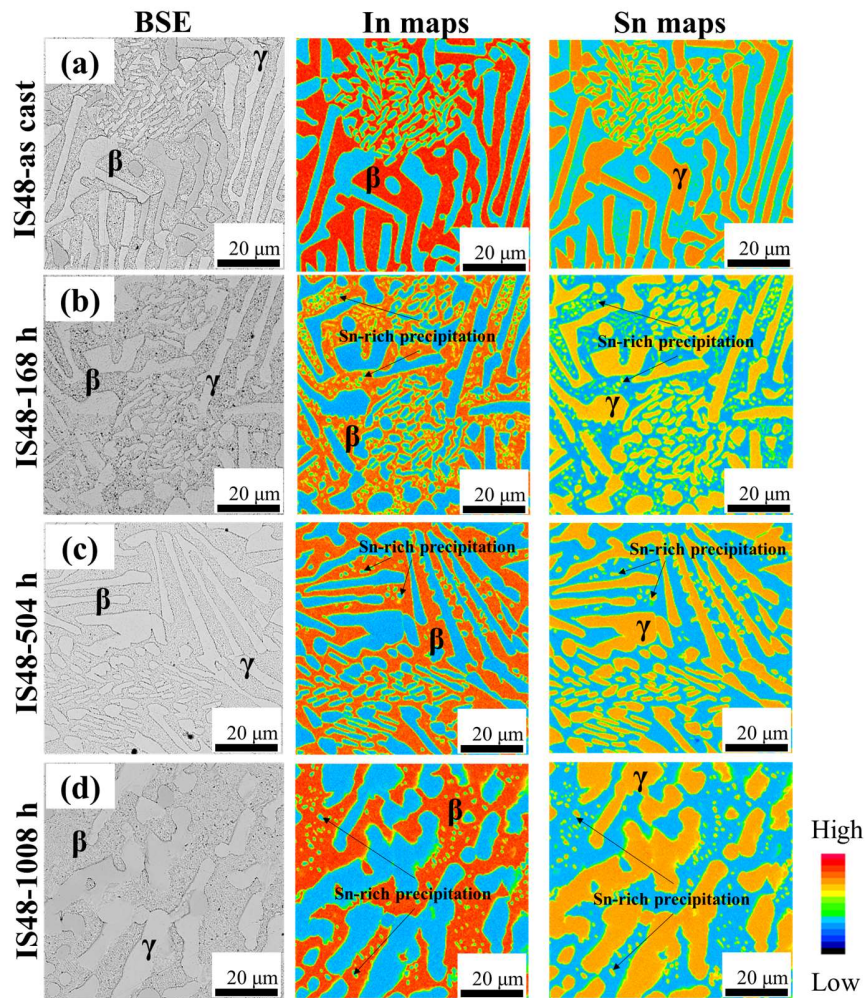 BSE In maps Sn maps
IS48-as cast
(a) γ
β β γ
20 μm 20 μm 20 μm
IS48-168 h
(b)
Sn-rich precipitation Sn-rich precipitation
β γ β γ
20 μm 20 μm 20 μm
IS48-504 h
(c)
Sn-rich precipitation Sn-rich precipitation
β β γ
γ
20 μm 20 μm 20 μm
IS48-1008 h
(d) γ
β β
Sn-rich precipitation Sn-rich precipitation
γ
20 μm 20 μm 20 μm
High
Low